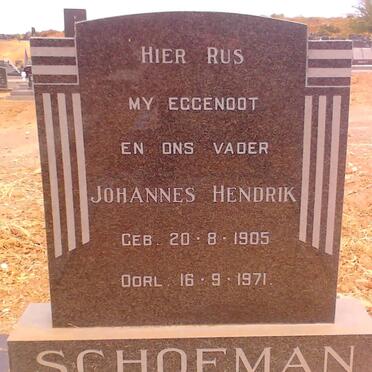 HIER RUS
MY EGGENOOT
EN ONS VADER
JOHANNES HENDRIK
GEB. 20 · 8 · 1905
OORL. 16 · 9 · 1971.
SCHOEMAN